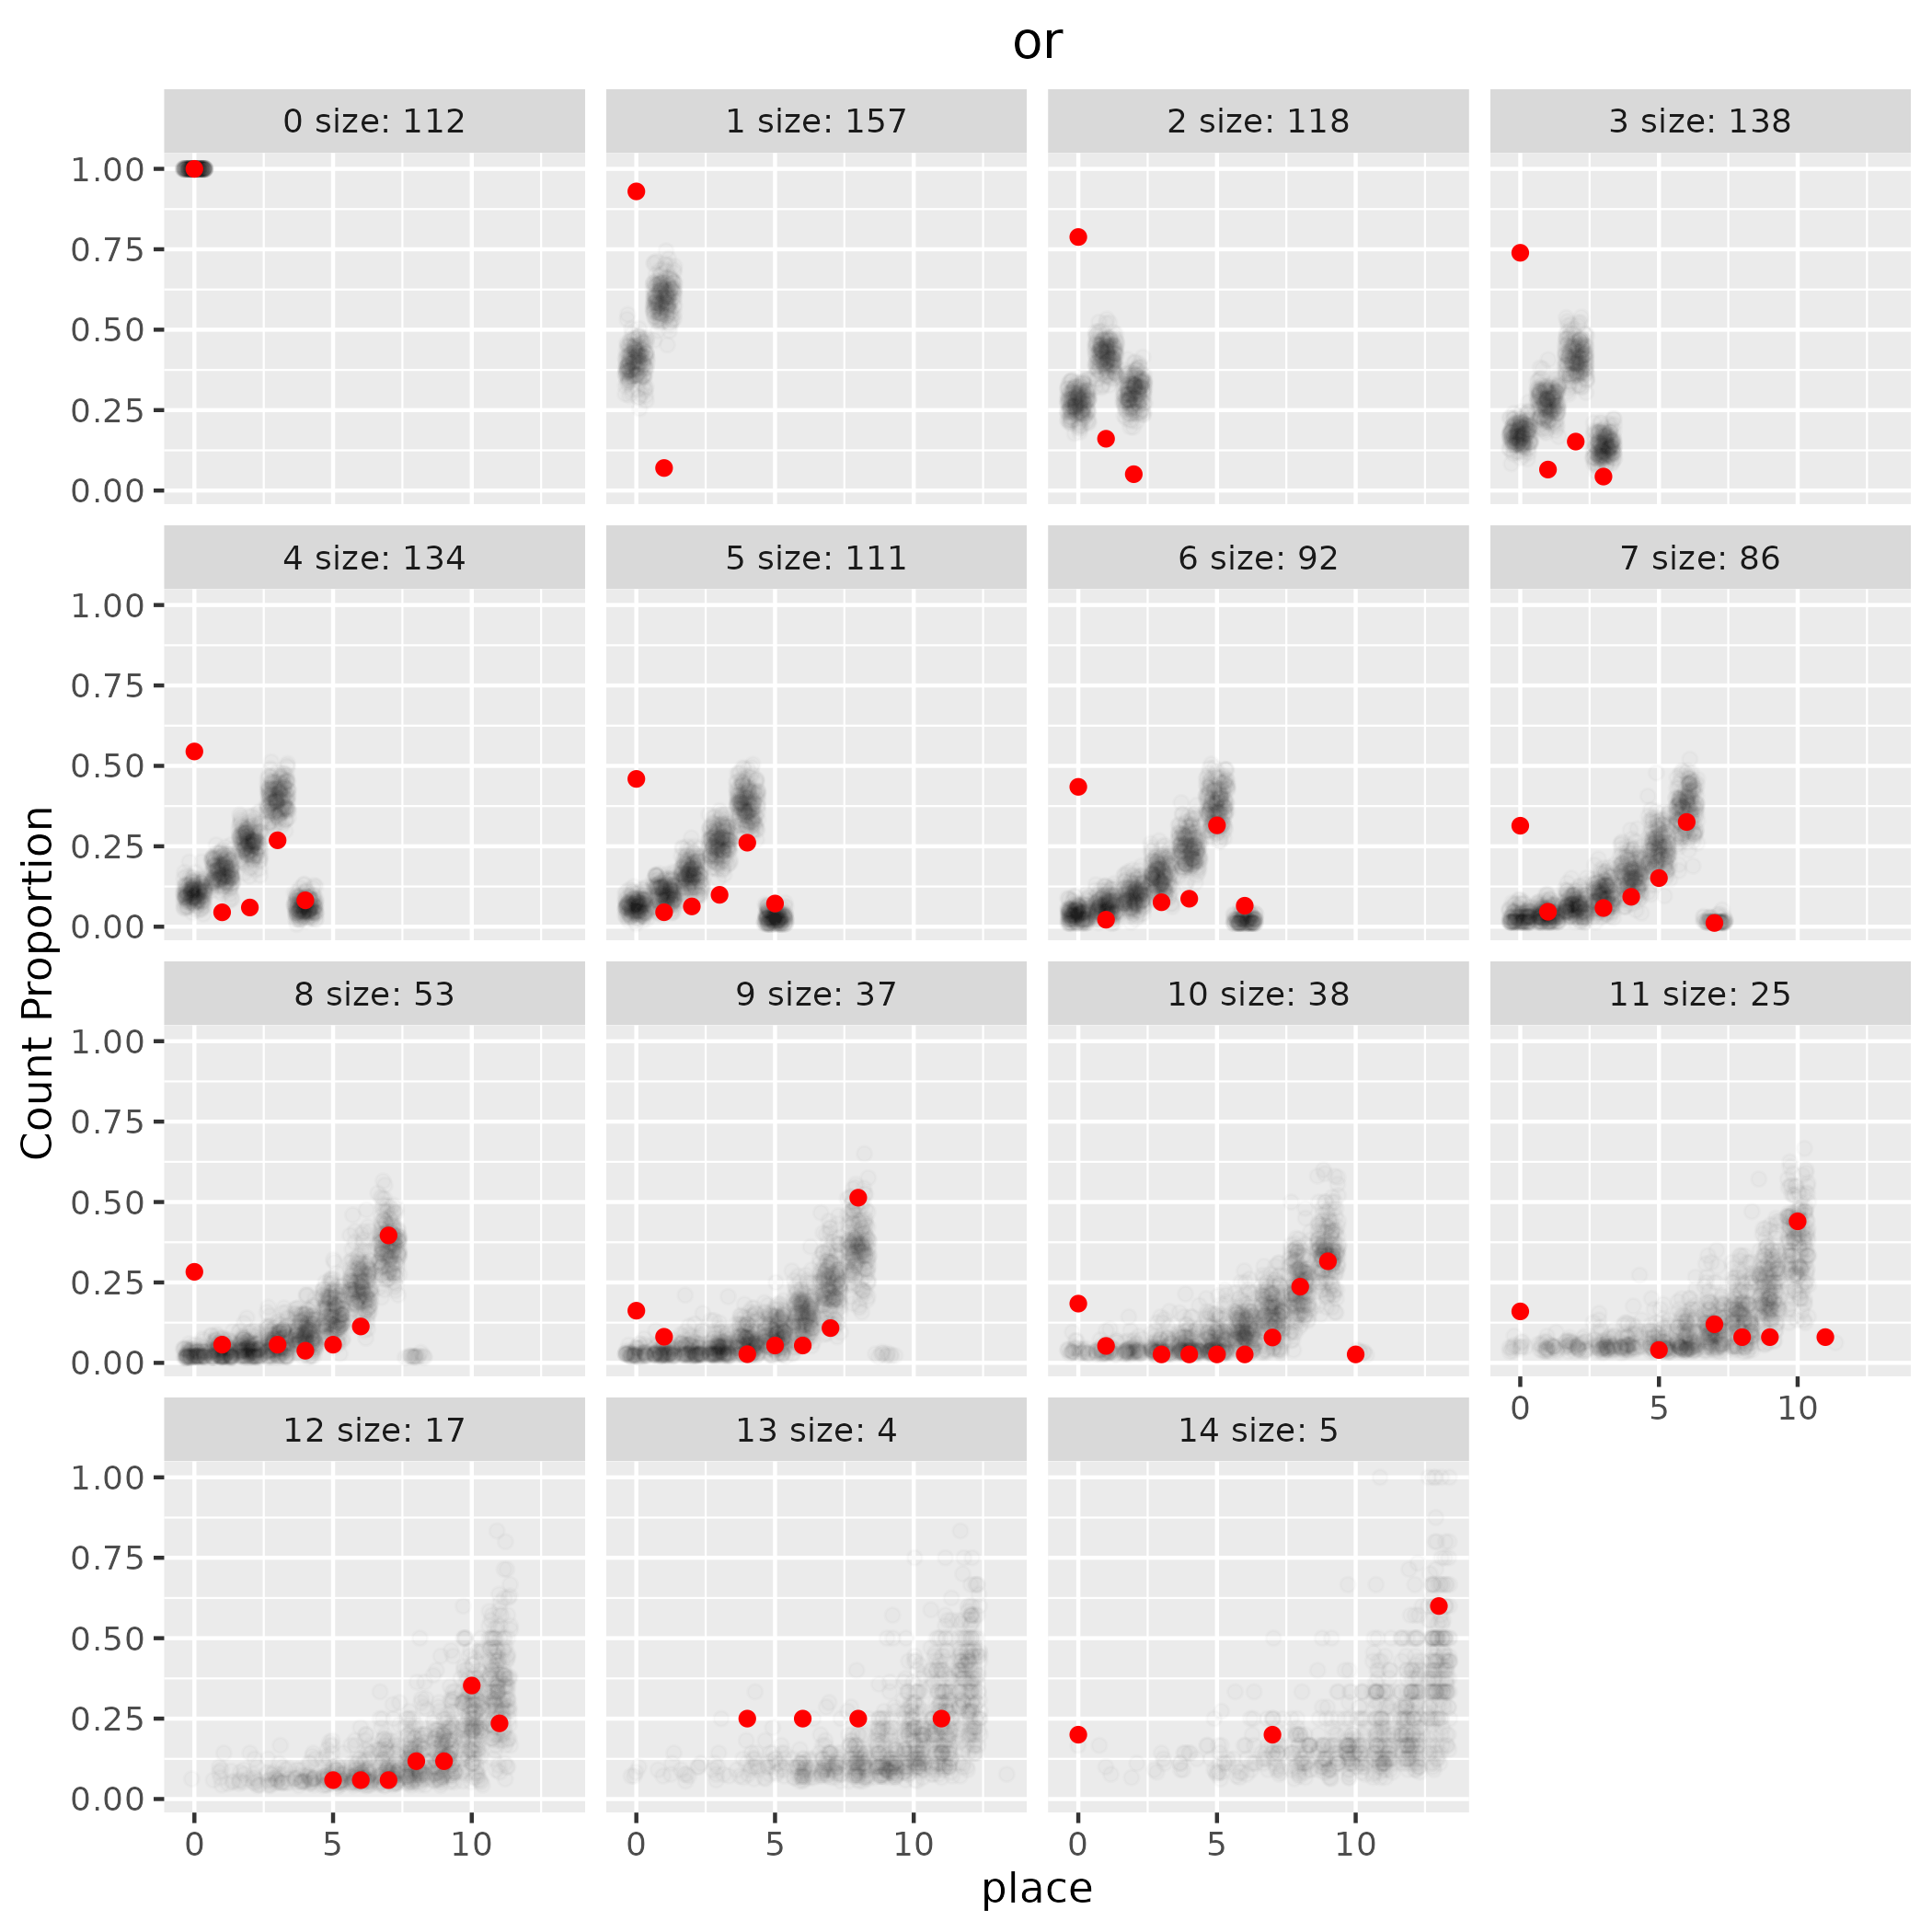 or
0 size: 112
1 size: 157
2 size: 118
3 size: 138
1.00
0.75
0.50
0.25
0.00
4 size: 134
5 size: 111
6 size: 92
7 size: 86
1.00
0.75
0.50
0.25
0.00
Count Proportion
8 size: 53
9 size: 37
10 size: 38
11 size: 25
1.00
0.75
0.50
0.25
0.00
0 5 10
12 size: 17
13 size: 4
14 size: 5
1.00
0.75
0.50
0.25
0.00
0 5 10
0 5 10
0 5 10
place